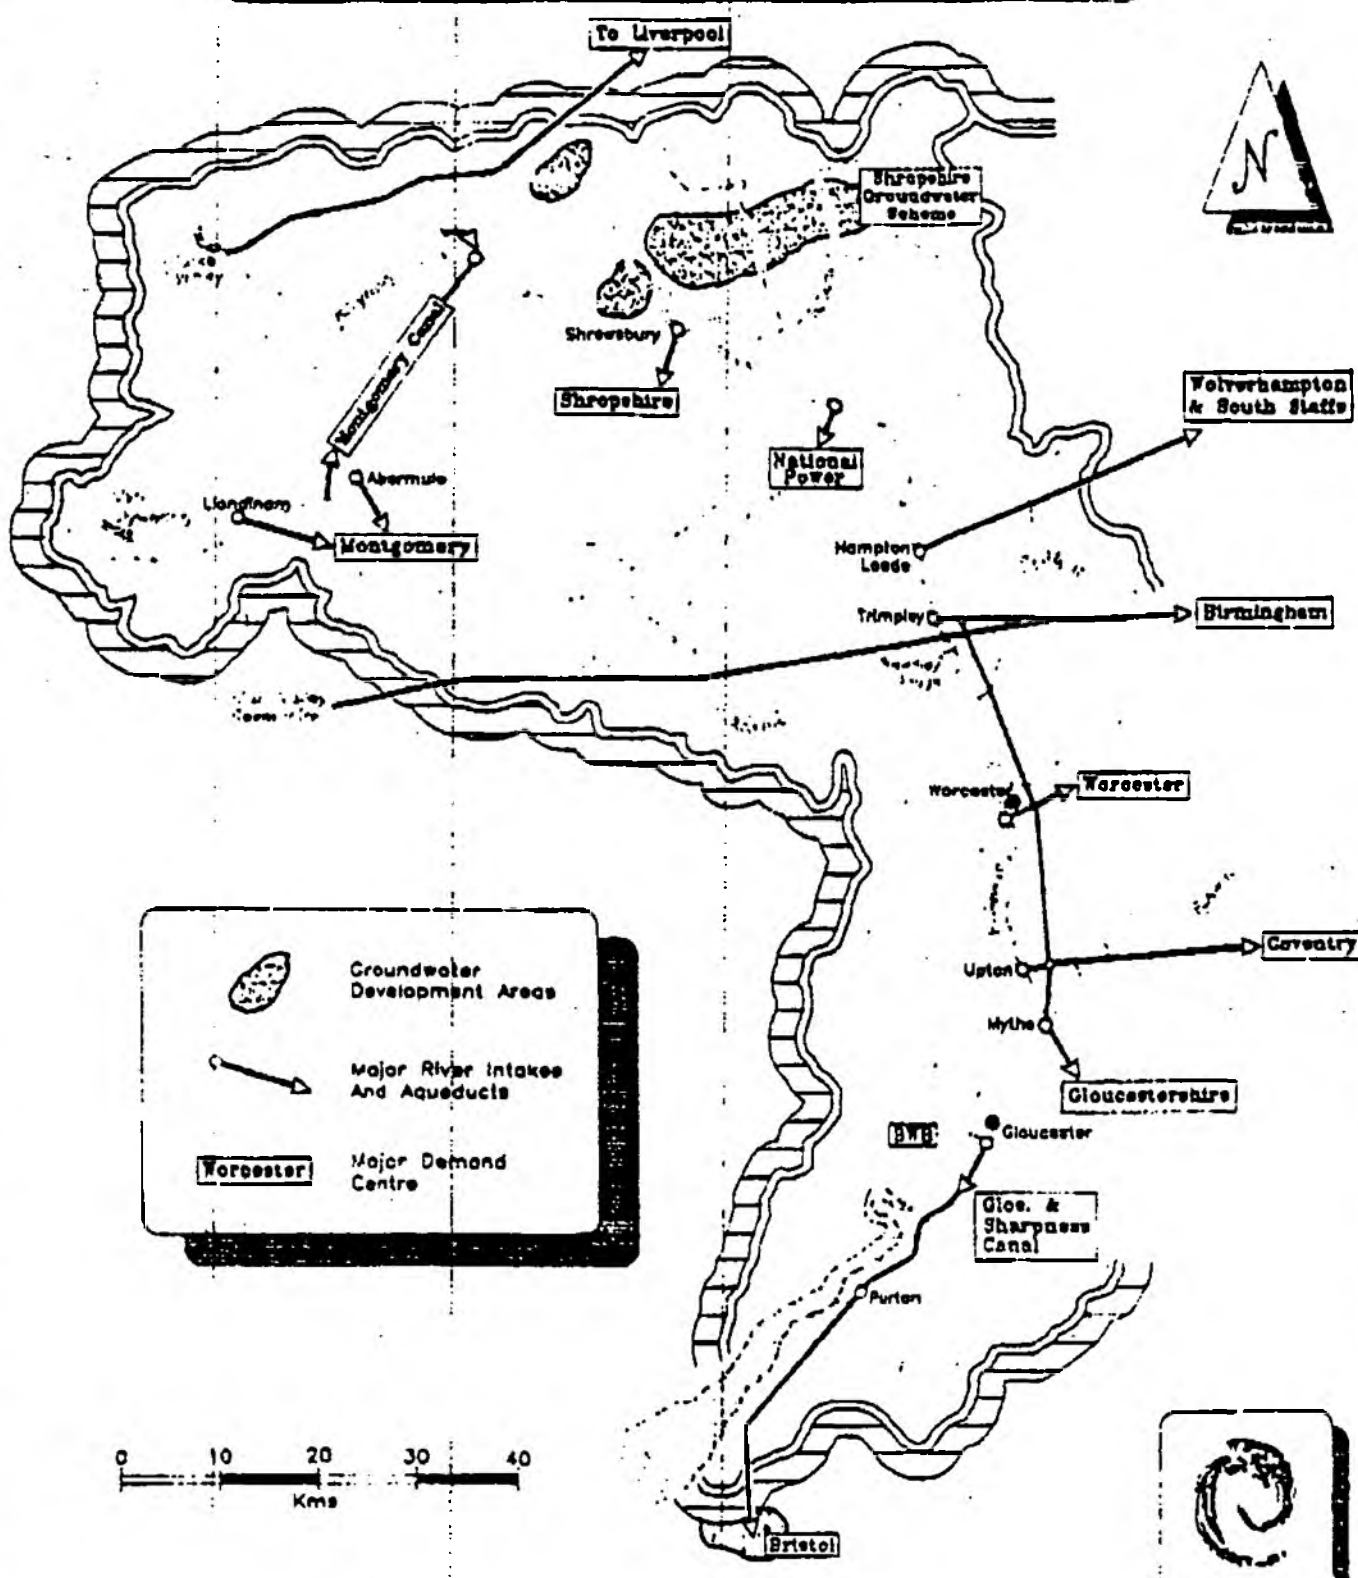 To Liverpool
N
Shropshire
Groundwater
Scheme
Montgomery Canal
Shrewsbury
Shropshire
Wolverhampton
& South Staffs
National
Power
Abermule
Llandinam
Montgomery
Hampton
Loade
Trimpley
Birmingham
Worcester
Worcester
Upton
Coventry
Mythe
Gloucestershire
BWB
Gloucester
Glos. &
Sharpness
Canal
Purton
Bristol
Groundwater
Development Areas
Major River Intakes
And Aqueducts
Worcester
Major Demand
Centre
0 10 20 30 40
Kms